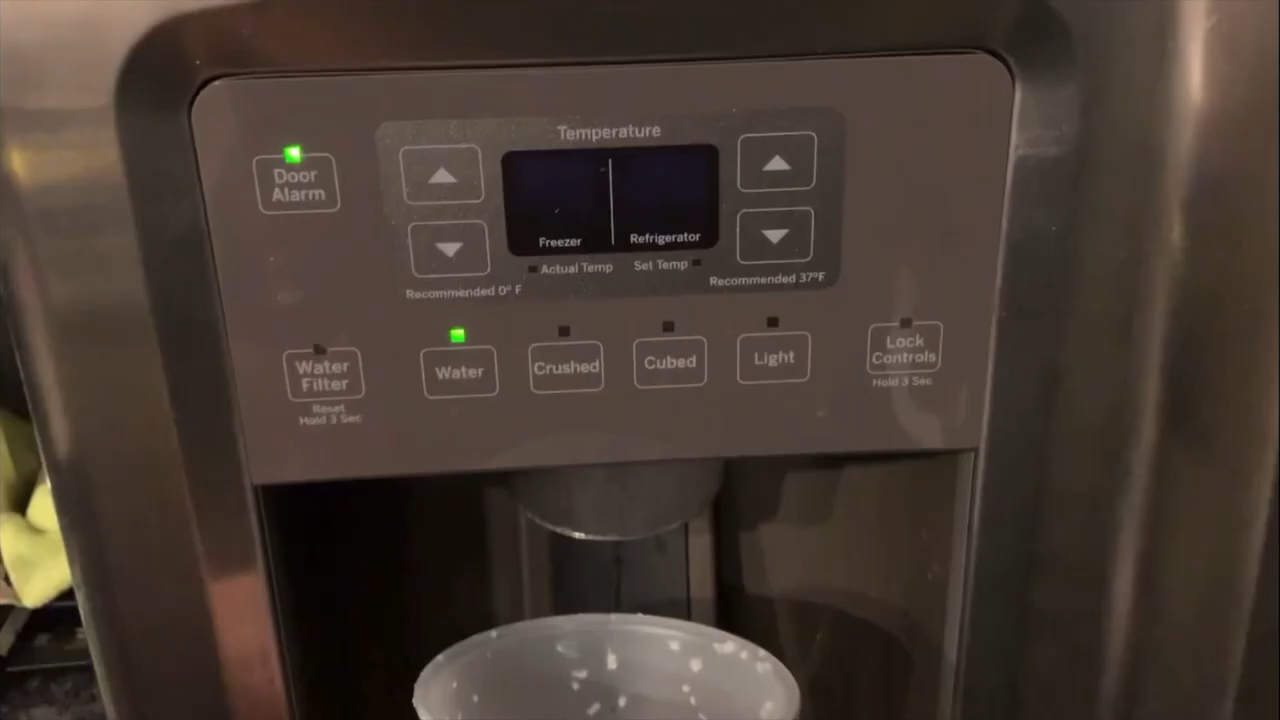 Temperature
Door
Alarm
Freezer
Refrigerator
Actual Temp
Set Temp
Recommended 0° F
Recommended 37°F
Water
Filter
Reset
Hold 3 Sec
Water
Crushed
Cubed
Light
Lock
Controls
Hold 3 Sec